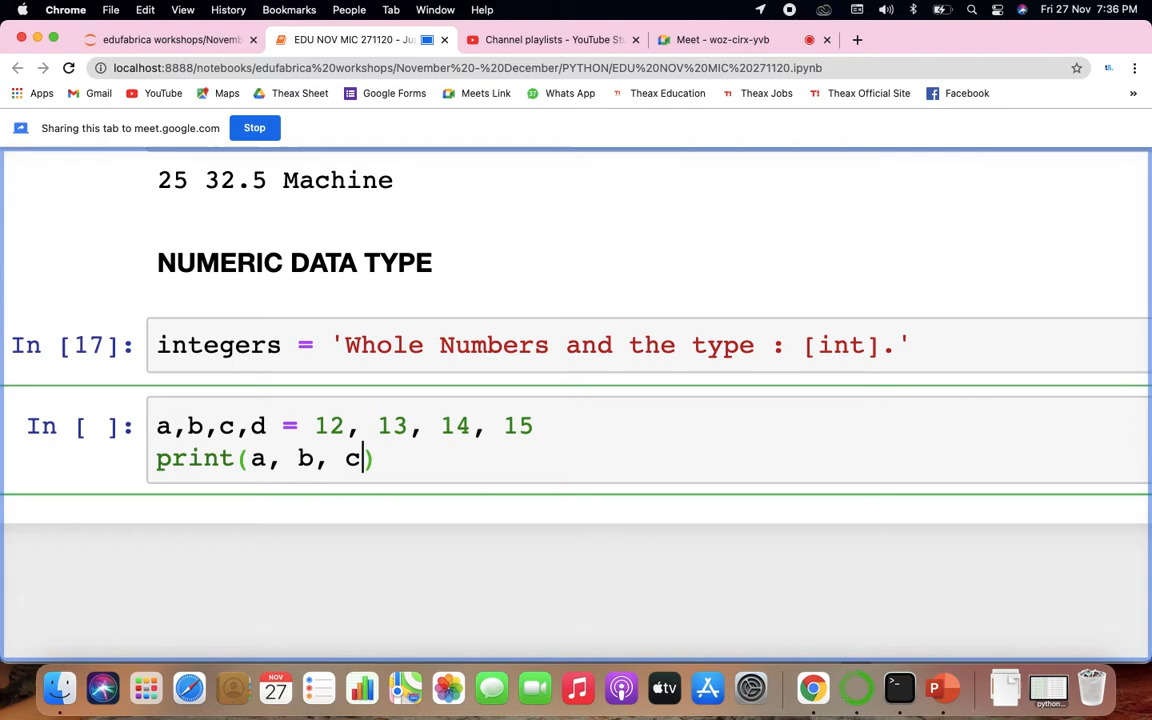 Chrome File Edit View History Bookmarks People Tab Window Help Fri 27 Nov 7:36 PM
edufabrica workshops/Novemb EDU NOV MIC 271120 - Ju Channel playlists - YouTube St Meet - woz-cirx-yvb
localhost:8888/notebooks/edufabrica%20workshops/November%20-%20December/PYTHON/EDU%20NOV%20MIC%20271120.ipynb
Apps Gmail YouTube Maps Theax Sheet Google Forms Meets Link Whats App Theax Education Theax Jobs Theax Official Site Facebook »
Sharing this tab to meet.google.com Stop
25 32.5 Machine
NUMERIC DATA TYPE
In [17]: integers = 'Whole Numbers and the type : [int].'
In [ ]: a,b,c,d = 12, 13, 14, 15
print(a, b, c)
NOV
27
tv
python...